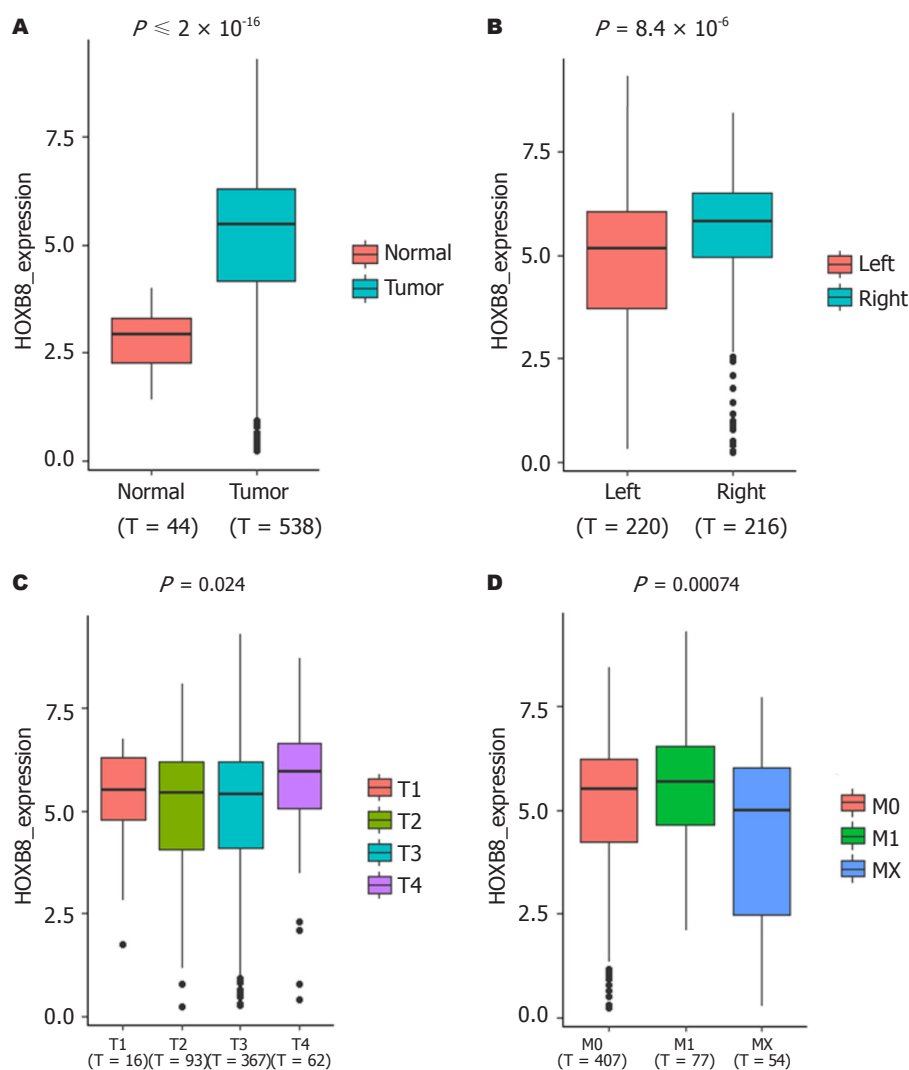 A
P ≤ 2 × 10⁻¹⁶
HOXB8_expression
7.5
5.0
2.5
0.0
Normal Tumor
(T = 44) (T = 538)
Normal
Tumor
B
P = 8.4 × 10⁻⁶
HOXB8_expression
7.5
5.0
2.5
0.0
Left Right
(T = 220) (T = 216)
Left
Right
C
P = 0.024
HOXB8_expression
7.5
5.0
2.5
0.0
T1 T2 T3 T4
(T = 16)(T = 93)(T = 367)(T = 62)
T1
T2
T3
T4
D
P = 0.00074
HOXB8_expression
7.5
5.0
2.5
0.0
M0 M1 MX
(T = 407) (T = 77) (T = 54)
M0
M1
MX